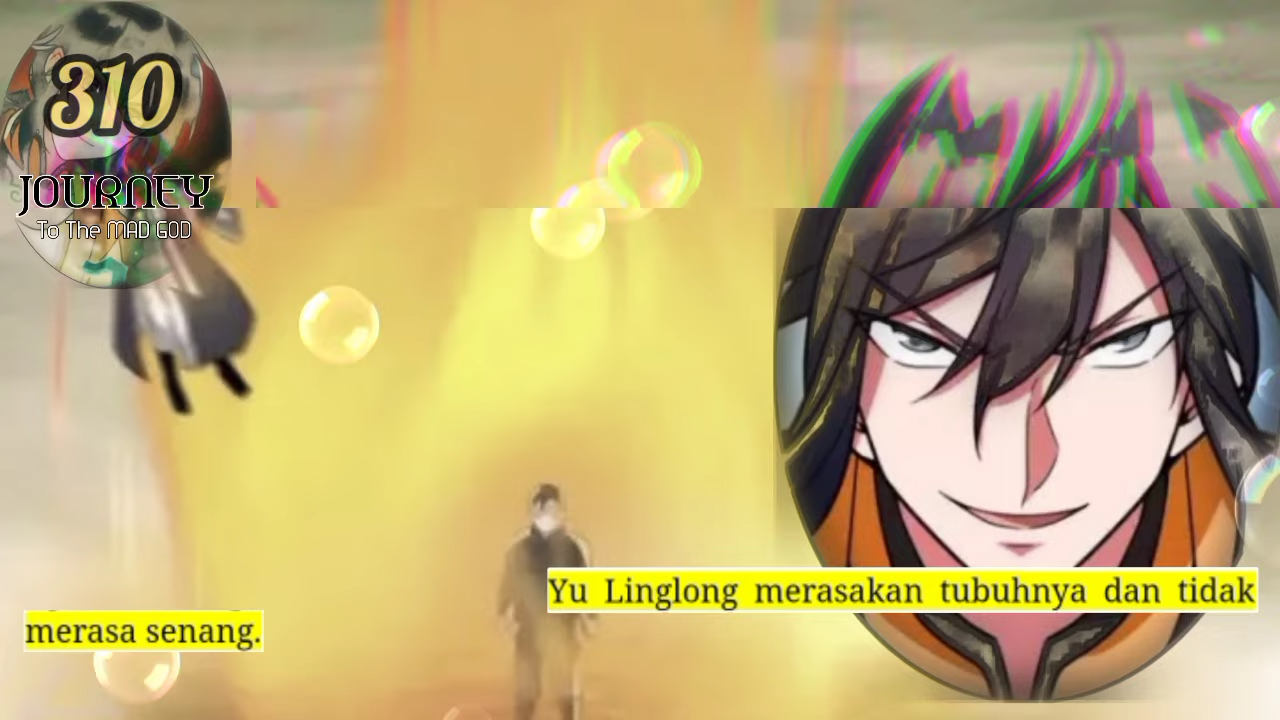 310
JOURNEY
To The MAD GOD
Yu Linglong merasakan tubuhnya dan tidak
merasa senang.